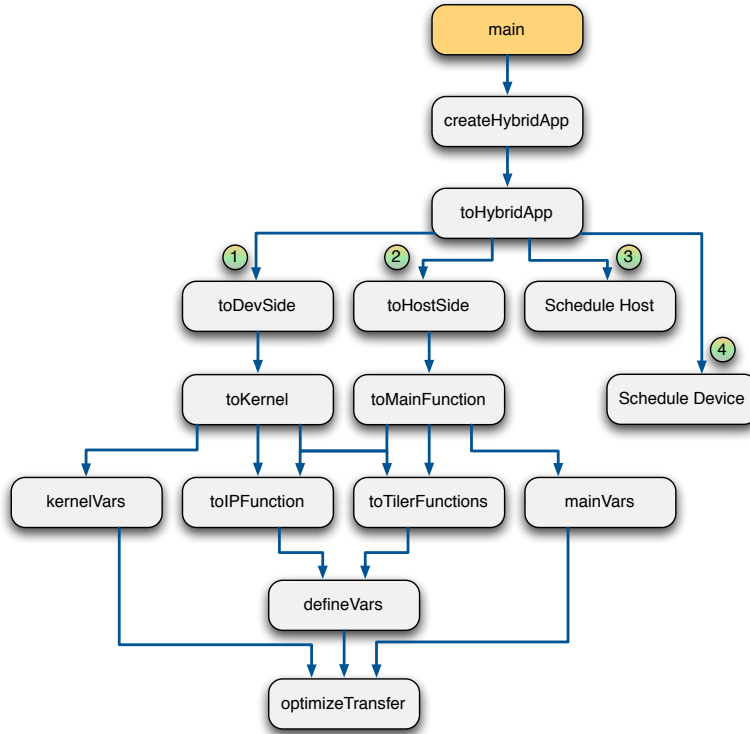 main
createHybridApp
toHybridApp
1
2
3
toDevSide
toHostSide
Schedule Host
4
toKernel
toMainFunction
Schedule Device
kernelVars
toIPFunction
toTilerFunctions
mainVars
defineVars
optimizeTransfer